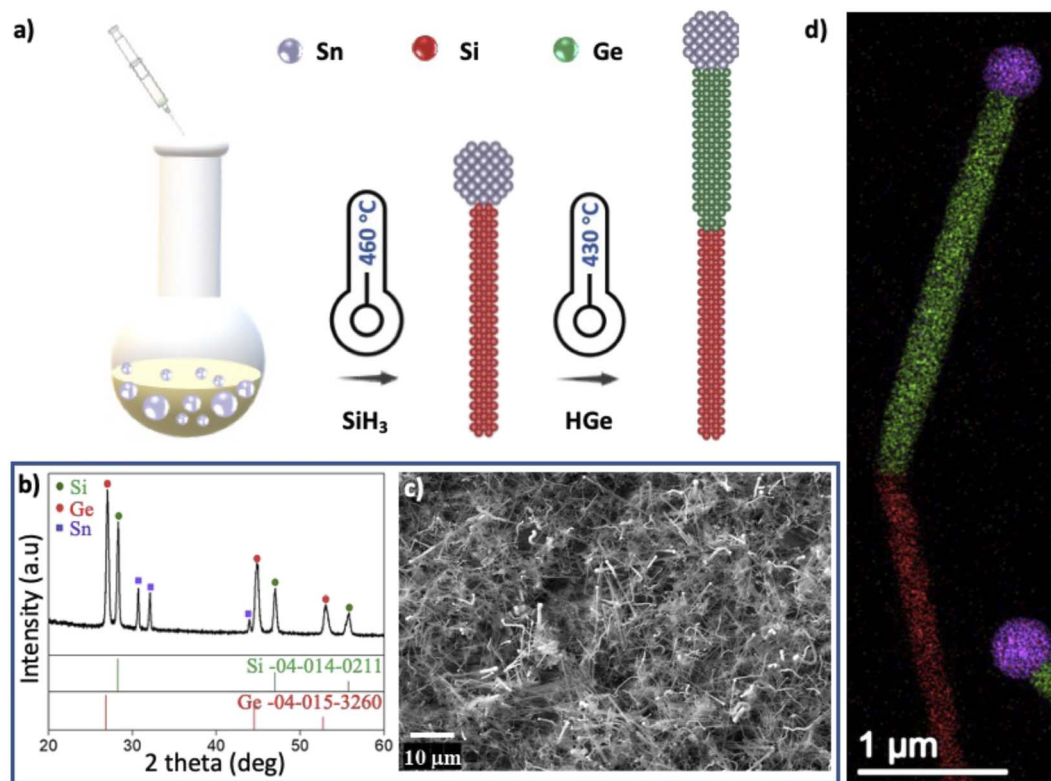 a)
Sn
Si
Ge
d)
460 °C
430 °C
SiH₃
HGe
b)
Si
Ge
Sn
Intensity (a.u)
Si -04-014-0211
Ge -04-015-3260
20
30
40
50
60
2 theta (deg)
c)
10 µm
1 µm